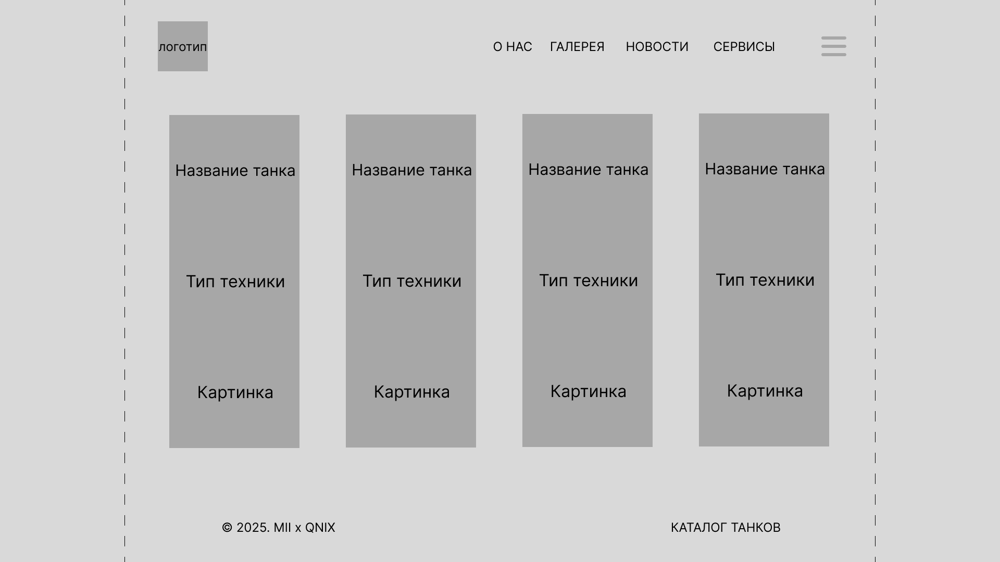 логотип
О НАС
ГАЛЕРЕЯ
НОВОСТИ
СЕРВИСЫ
Название танка
Тип техники
Картинка
Название танка
Тип техники
Картинка
Название танка
Тип техники
Картинка
Название танка
Тип техники
Картинка
© 2025. MII x QNIX
КАТАЛОГ ТАНКОВ